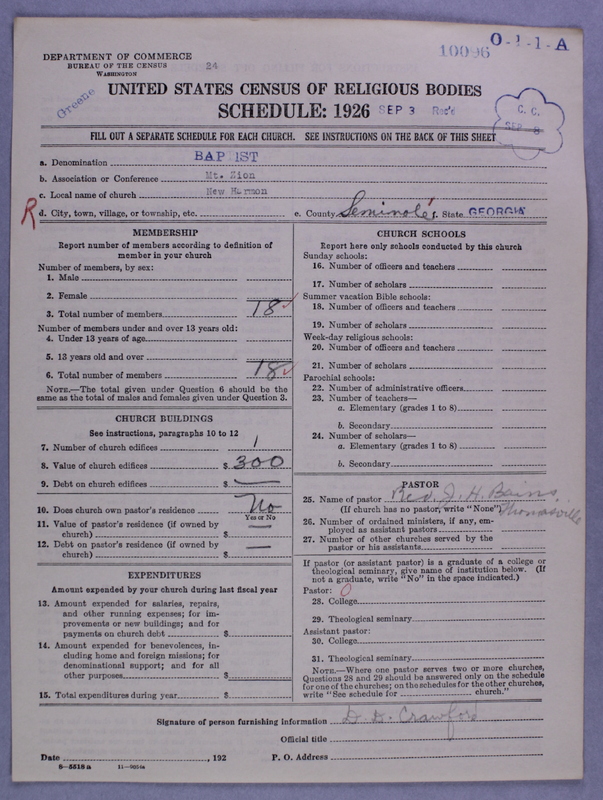 O-1-1-A
10096
DEPARTMENT OF COMMERCE
BUREAU OF THE CENSUS
WASHINGTON
24
Greene
UNITED STATES CENSUS OF RELIGIOUS BODIES
SCHEDULE: 1926 SEP 3 Rec'd
C. C.
SEP 8
FILL OUT A SEPARATE SCHEDULE FOR EACH CHURCH. SEE INSTRUCTIONS ON THE BACK OF THIS SHEET
a. Denomination BAPTIST
b. Association or Conference Mt. Zion
c. Local name of church New Harmon
R d. City, town, village, or township, etc. e. County Seminole f. State GEORGIA
MEMBERSHIP
Report number of members according to definition of
member in your church
Number of members, by sex:
1. Male
2. Female
3. Total number of members 18
Number of members under and over 13 years old:
4. Under 13 years of age
5. 13 years old and over
6. Total number of members 18
NOTE.—The total given under Question 6 should be the
same as the total of males and females given under Question 3.
CHURCH BUILDINGS
See instructions, paragraphs 10 to 12
7. Number of church edifices 1
8. Value of church edifices $ 300
9. Debt on church edifices $ —
10. Does church own pastor's residence No
Yes or No
11. Value of pastor's residence (if owned by
church) $ —
12. Debt on pastor's residence (if owned by
church) $ —
EXPENDITURES
Amount expended by your church during last fiscal year
13. Amount expended for salaries, repairs,
and other running expenses; for im-
provements or new buildings; and for
payments on church debt $
14. Amount expended for benevolences, in-
cluding home and foreign missions; for
denominational support; and for all
other purposes $
15. Total expenditures during year $
CHURCH SCHOOLS
Report here only schools conducted by this church
Sunday schools:
16. Number of officers and teachers
17. Number of scholars
Summer vacation Bible schools:
18. Number of officers and teachers
19. Number of scholars
Week-day religious schools:
20. Number of officers and teachers
21. Number of scholars
Parochial schools:
22. Number of administrative officers
23. Number of teachers—
a. Elementary (grades 1 to 8)
b. Secondary
24. Number of scholars—
a. Elementary (grades 1 to 8)
b. Secondary
PASTOR
25. Name of pastor Rev. J. H. Bains,
(If church has no pastor, write "None") Thomasville
26. Number of ordained ministers, if any, em-
ployed as assistant pastors
27. Number of other churches served by the
pastor or his assistants
If pastor (or assistant pastor) is a graduate of a college or
theological seminary, give name of institution below. (If
not a graduate, write "No" in the space indicated.)
Pastor: 0
28. College
29. Theological seminary
Assistant pastor:
30. College
31. Theological seminary
NOTE.—Where one pastor serves two or more churches,
Questions 28 and 29 should be answered only on the schedule
for one of the churches; on the schedules for the other churches,
write "See schedule for church."
Signature of person furnishing information D. D. Crawford
Official title
Date , 192 P. O. Address
8—5518 a